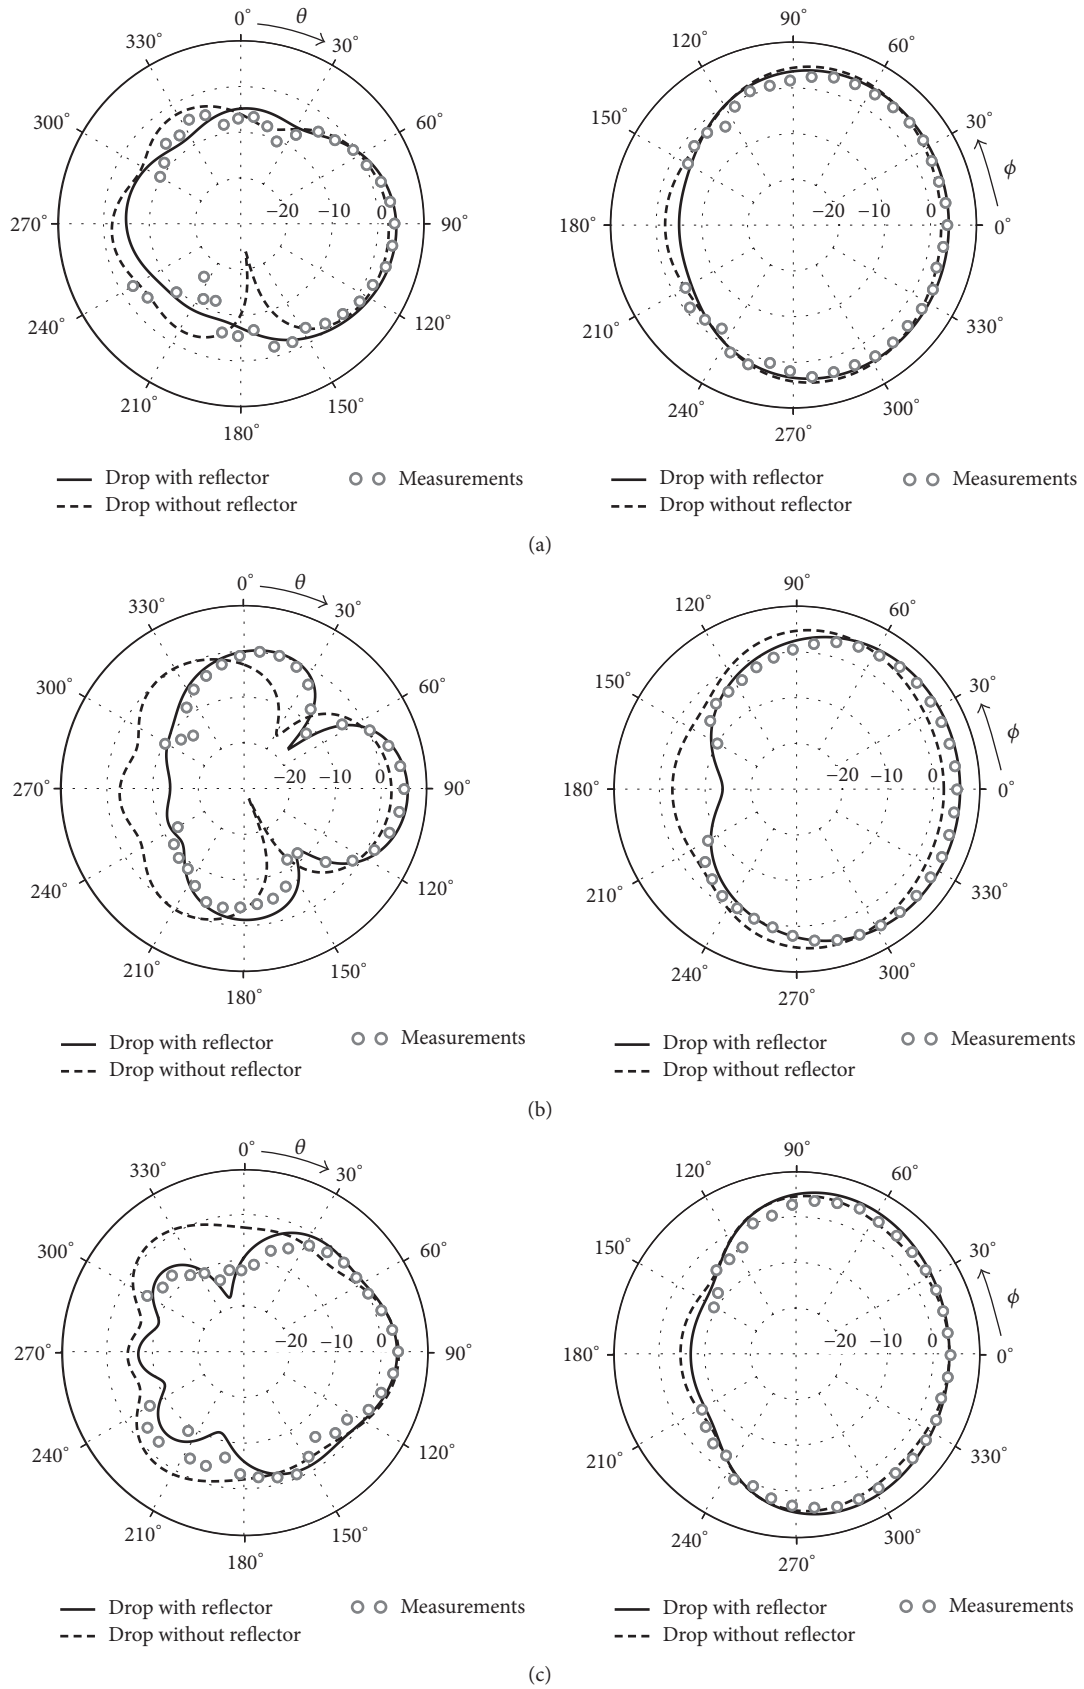 0° θ
330° 30°
300° 60°
270° −20 −10 0 90°
240° 120°
210° 150°
180°
Drop with reflector
Drop without reflector
Measurements
90°
120° 60°
150° 30°
ϕ
180° −20 −10 0 0°
210° 330°
240° 300°
270°
Drop with reflector
Drop without reflector
Measurements
(a)
0° θ
330° 30°
300° 60°
270° −20 −10 0 90°
240° 120°
210° 150°
180°
Drop with reflector
Drop without reflector
Measurements
90°
120° 60°
150° 30°
ϕ
180° −20 −10 0 0°
210° 330°
240° 300°
270°
Drop with reflector
Drop without reflector
Measurements
(b)
0° θ
330° 30°
300° 60°
270° −20 −10 0 90°
240° 120°
210° 150°
180°
Drop with reflector
Drop without reflector
Measurements
90°
120° 60°
150° 30°
ϕ
180° −20 −10 0 0°
210° 330°
240° 300°
270°
Drop with reflector
Drop without reflector
Measurements
(c)